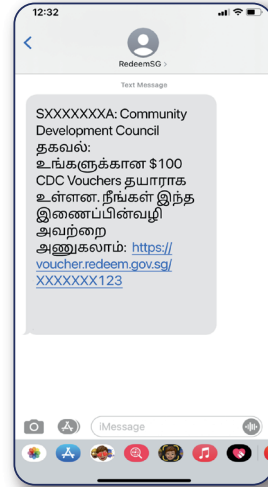 12:32
RedeemSG >
Text Message
SXXXXXXXA: Community
Development Council
தகவல்:
உங்களுக்கான $100
CDC Vouchers தயாராக
உள்ளன. நீங்கள் இந்த
இணைப்பின்வழி
அவற்றை
அணுகலாம்: https://
voucher.redeem.gov.sg/
XXXXXXX123
iMessage